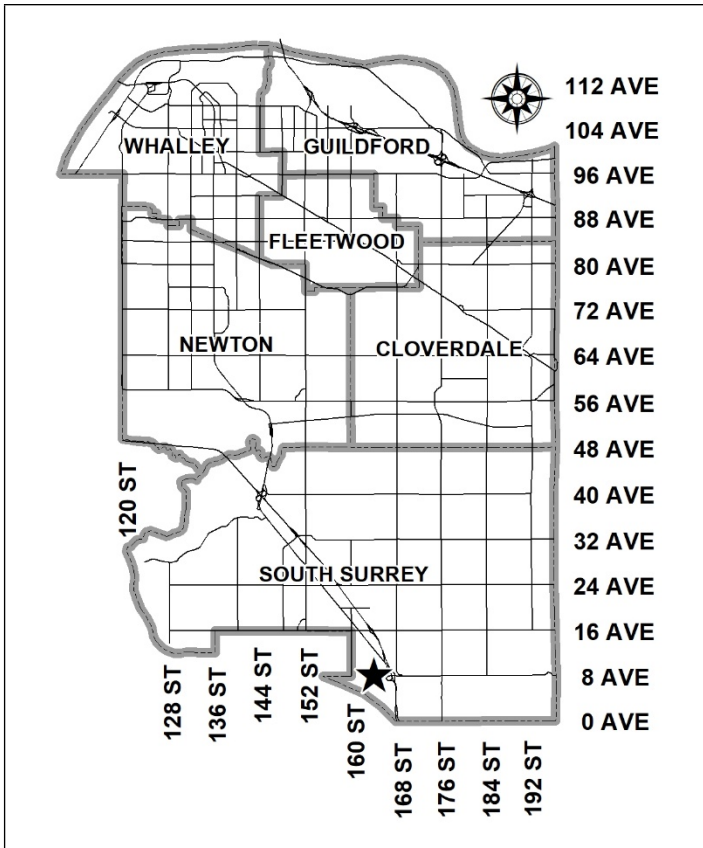 112 AVE
104 AVE
WHALLEY
GUILDFORD
96 AVE
88 AVE
FLEETWOOD
80 AVE
72 AVE
NEWTON
CLOVERDALE
64 AVE
56 AVE
48 AVE
120 ST
40 AVE
32 AVE
SOUTH SURREY
24 AVE
16 AVE
8 AVE
128 ST
136 ST
144 ST
152 ST
160 ST
0 AVE
168 ST
176 ST
184 ST
192 ST